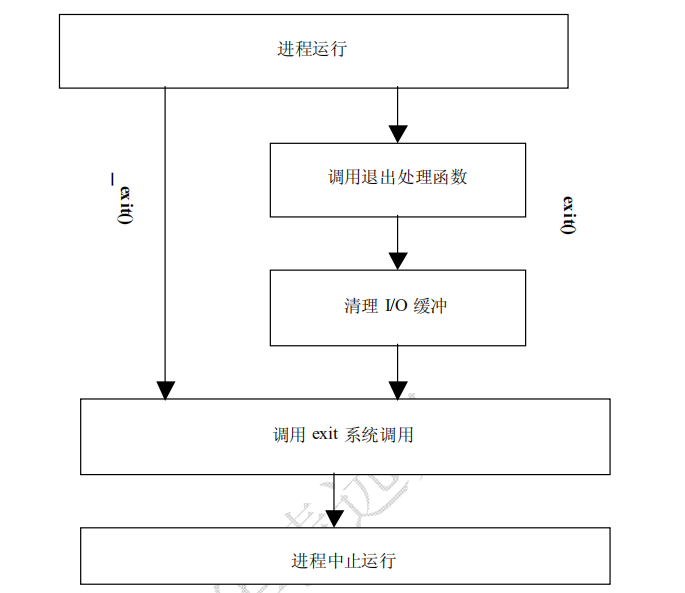 进程运行
_exit()
调用退出处理函数
exit()
清理 I/O 缓冲
调用 exit 系统调用
进程中止运行